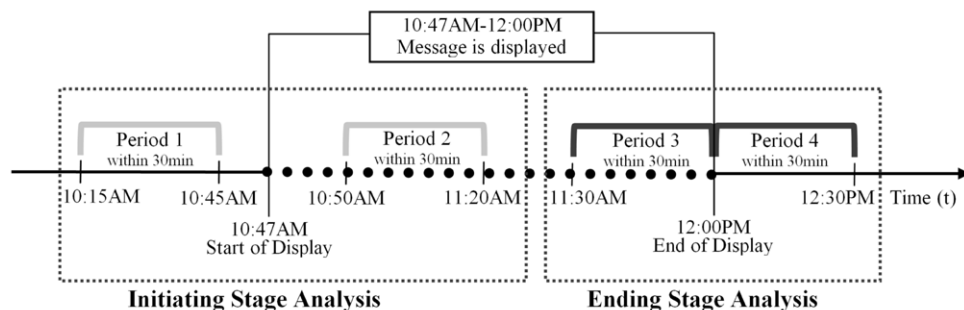 10:47AM-12:00PM
Message is displayed
Period 1
within 30min
Period 2
within 30min
Period 3
within 30min
Period 4
within 30min
10:15AM
10:45AM
10:50AM
11:20AM
11:30AM
12:30PM
Time (t)
10:47AM
Start of Display
12:00PM
End of Display
Initiating Stage Analysis
Ending Stage Analysis